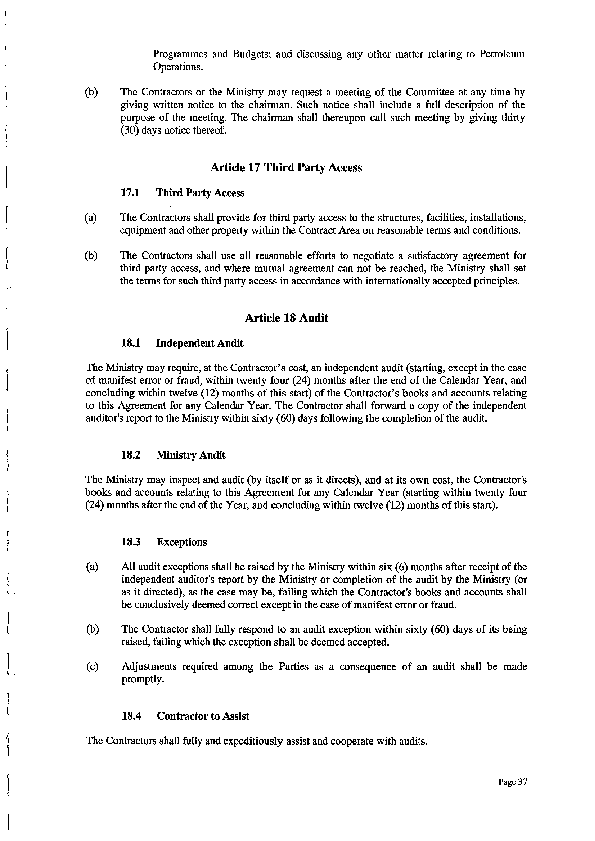 Programmes and Budgets; and discussing any other matter relating to Petroleum
Operations.
(b) The Contractors or the Ministry may request a meeting of the Committee at any time by
giving written notice to the chairman. Such notice shall include a full description of the
purpose of the meeting. The chairman shall thereupon call such meeting by giving thirty
(30) days notice thereof.
Article 17 Third Party Access
17.1 Third Party Access
(a) The Contractors shall provide for third party access to the structures, facilities, installations,
equipment and other property within the Contract Area on reasonable terms and conditions.
(b) The Contractors shall use all reasonable efforts to negotiate a satisfactory agreement for
third party access, and where mutual agreement can not be reached, the Ministry shall set
the terms for such third party access in accordance with internationally accepted principles.
Article 18 Audit
18.1 Independent Audit
The Ministry may require, at the Contractor's cost, an independent audit (starting, except in the case
of manifest error or fraud, within twenty four (24) months after the end of the Calendar Year, and
concluding within twelve (12) months of this start) of the Contractor's books and accounts relating
to this Agreement for any Calendar Year. The Contractor shall forward a copy of the independent
auditor's report to the Ministry within sixty (60) days following the completion of the audit.
18.2 Ministry Audit
The Ministry may inspect and audit (by itself or as it directs), and at its own cost, the Contractor's
books and accounts relating to this Agreement for any Calendar Year (starting within twenty four
(24) months after the end of the Year, and concluding within twelve (12) months of this start).
18.3 Exceptions
(a) All audit exceptions shall be raised by the Ministry within six (6) months after receipt of the
independent auditor's report by the Ministry or completion of the audit by the Ministry (or
as it directed), as the case may be, failing which the Contractor's books and accounts shall
be conclusively deemed correct except in the case of manifest error or fraud.
(b) The Contractor shall fully respond to an audit exception within sixty (60) days of its being
raised, failing which the exception shall be deemed accepted.
(c) Adjustments required among the Parties as a consequence of an audit shall be made
promptly.
18.4 Contractor to Assist
The Contractors shall fully and expeditiously assist and cooperate with audits.
Page 37